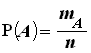 P(A) = m_A / n